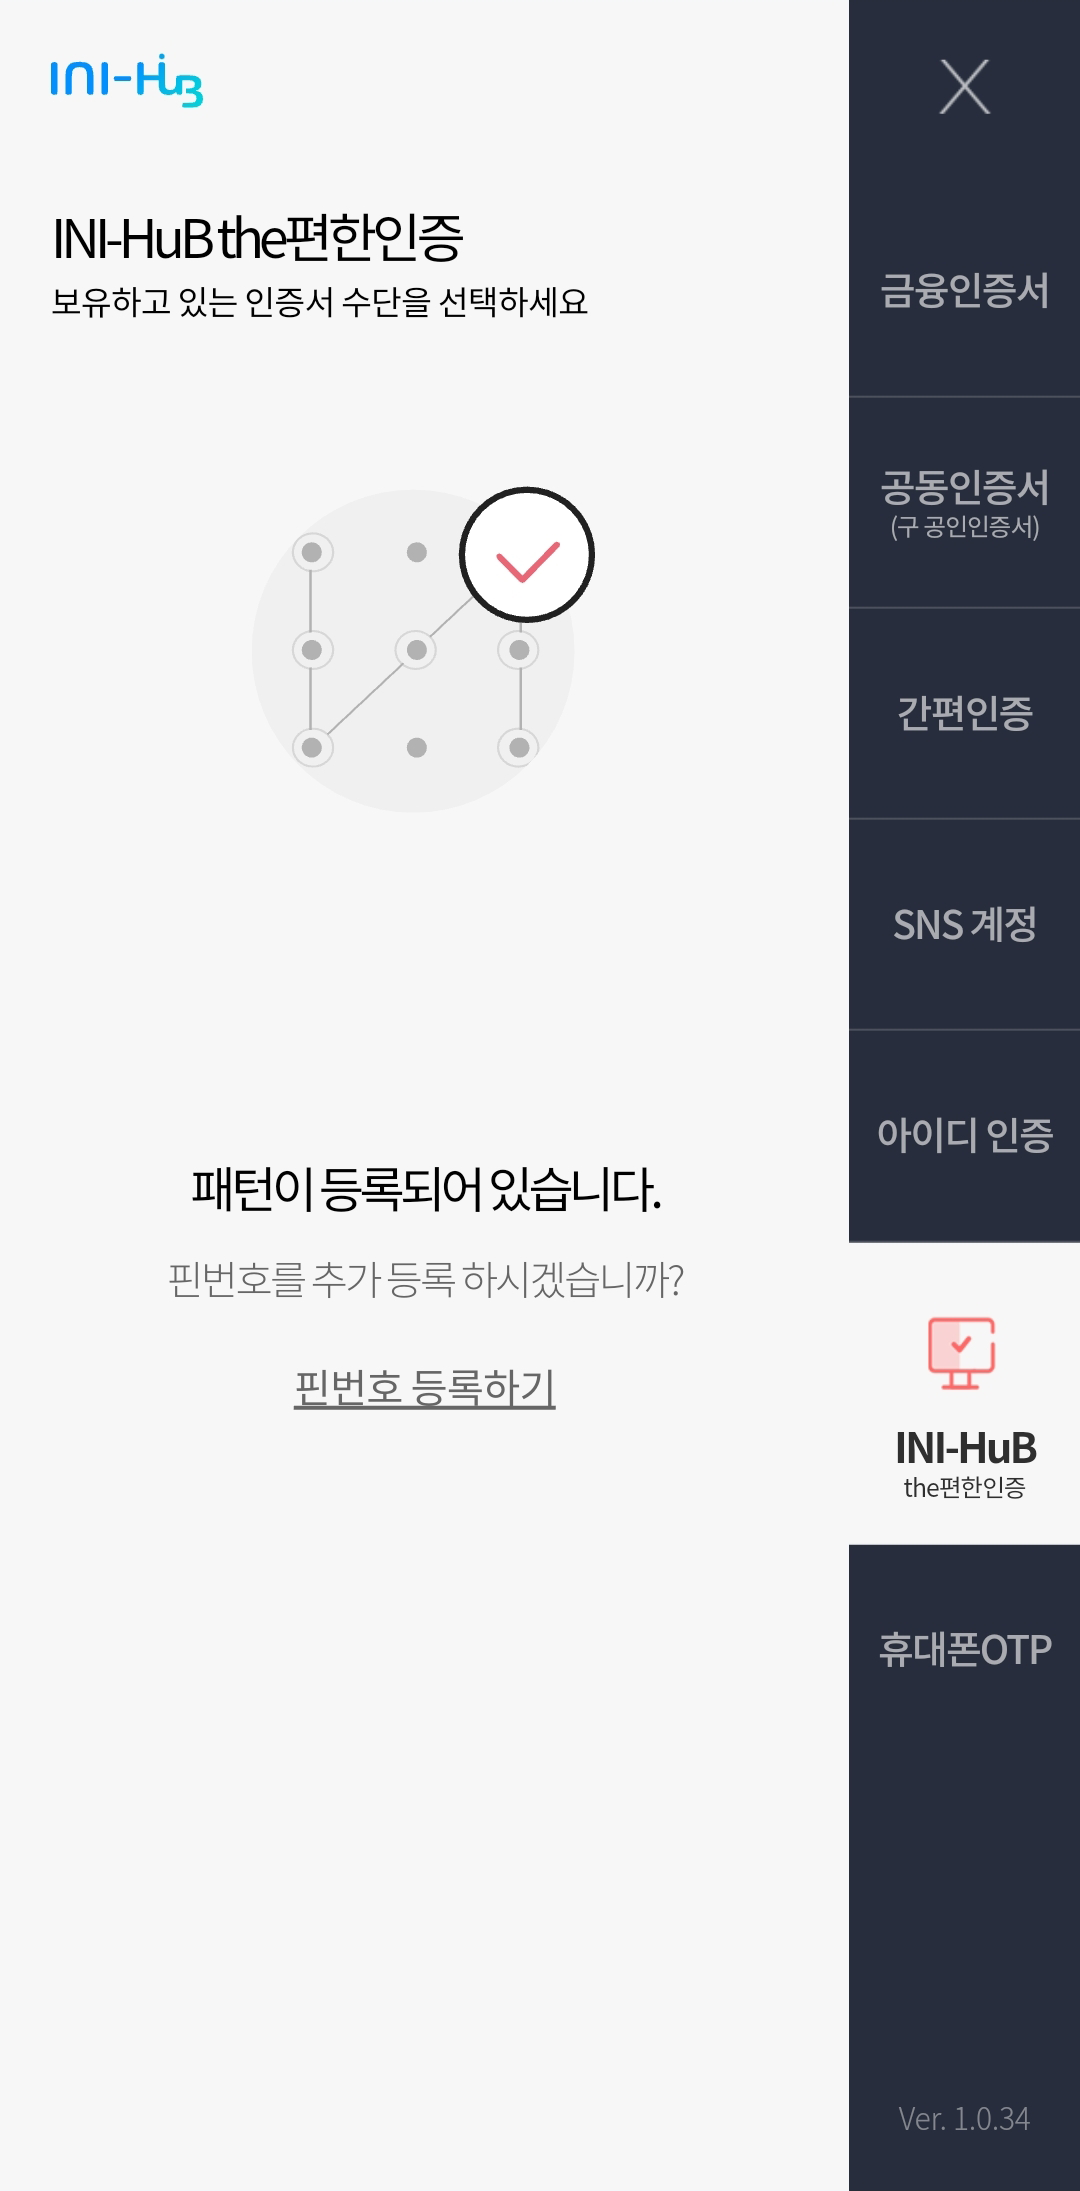 INI-HuB
INI-HuB the편한인증
보유하고 있는 인증서 수단을 선택하세요
패턴이 등록되어 있습니다.
핀번호를 추가 등록 하시겠습니까?
핀번호 등록하기
금융인증서
공동인증서
(구 공인인증서)
간편인증
SNS 계정
아이디 인증
INI-HuB
the편한인증
휴대폰OTP
Ver. 1.0.34